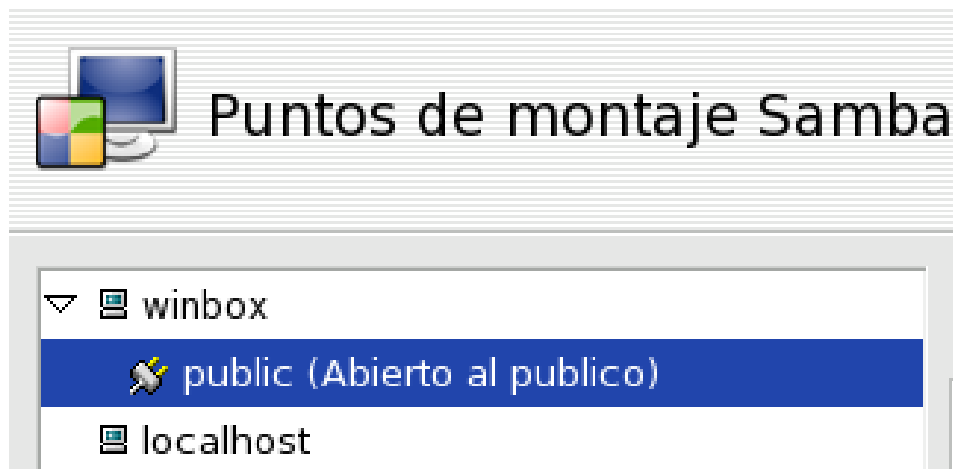 Puntos de montaje Samba
winbox
public (Abierto al publico)
localhost